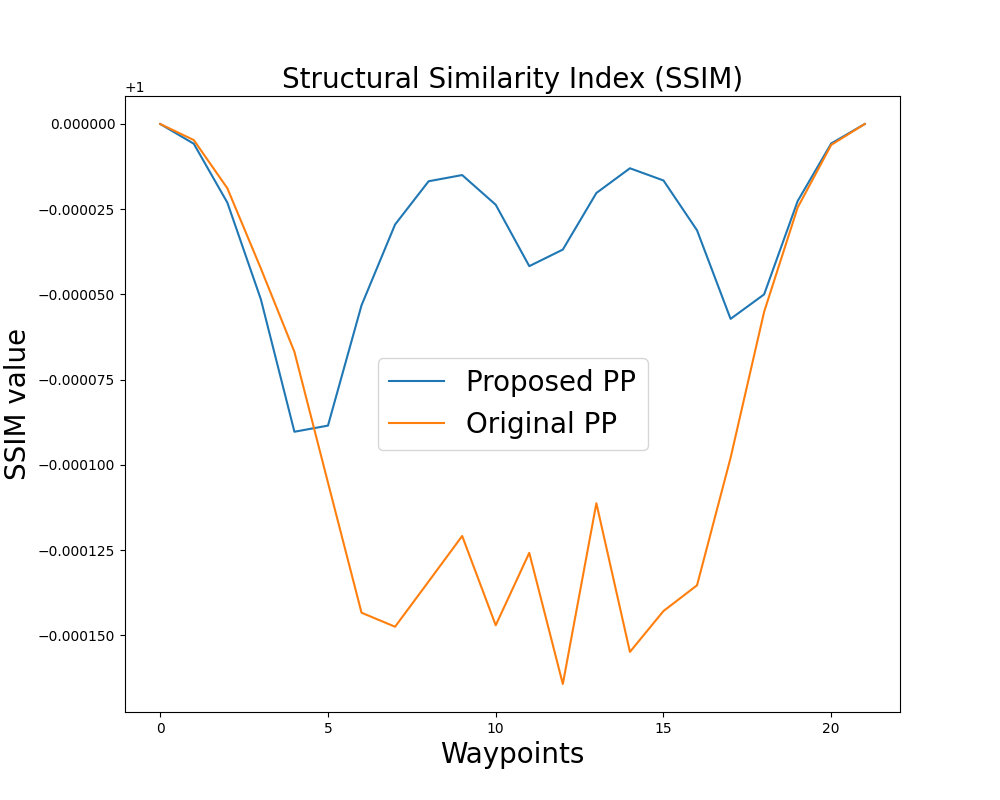 Structural Similarity Index (SSIM)
+1
0.000000
−0.000025
−0.000050
−0.000075
−0.000100
−0.000125
−0.000150
SSIM value
Proposed PP
Original PP
0 5 10 15 20
Waypoints